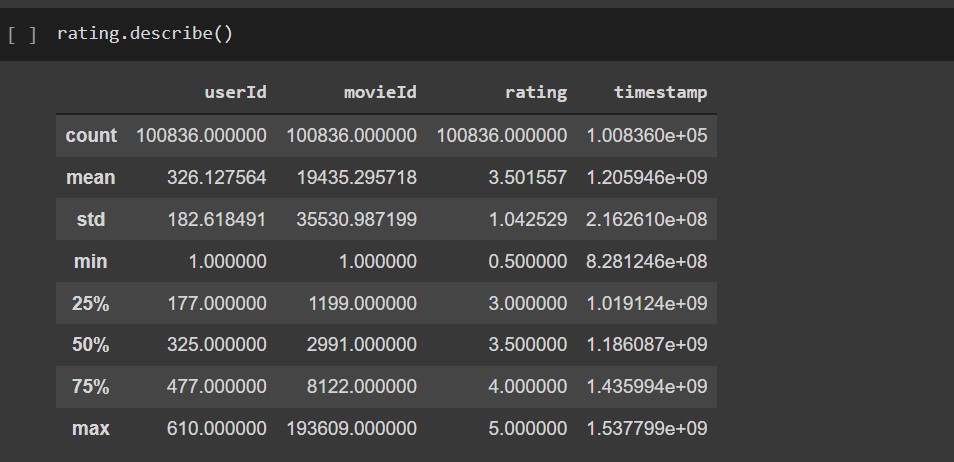 [ ] rating.describe()
userId movieId rating timestamp
count 100836.000000 100836.000000 100836.000000 1.008360e+05
mean 326.127564 19435.295718 3.501557 1.205946e+09
std 182.618491 35530.987199 1.042529 2.162610e+08
min 1.000000 1.000000 0.500000 8.281246e+08
25% 177.000000 1199.000000 3.000000 1.019124e+09
50% 325.000000 2991.000000 3.500000 1.186087e+09
75% 477.000000 8122.000000 4.000000 1.435994e+09
max 610.000000 193609.000000 5.000000 1.537799e+09